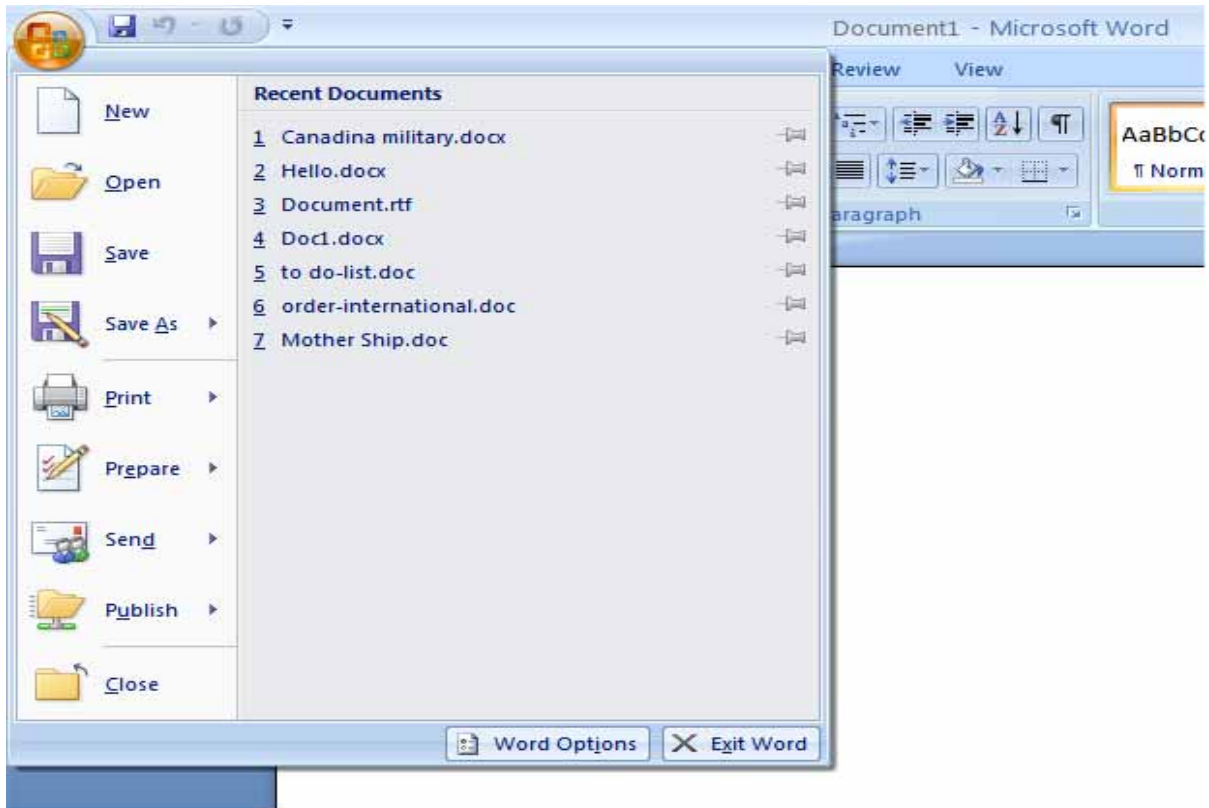 Document1 - Microsoft Word
Review View
New
Open
Save
Save As
Print
Prepare
Send
Publish
Close
Recent Documents
1 Canadina military.docx
2 Hello.docx
3 Document.rtf
4 Doc1.docx
5 to do-list.doc
6 order-international.doc
7 Mother Ship.doc
Word Options
Exit Word
AaBbCc
¶ Norm
aragraph